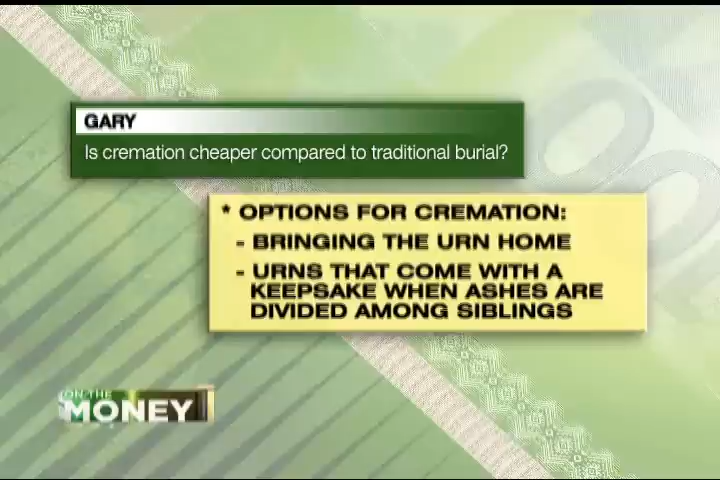 GARY
Is cremation cheaper compared to traditional burial?
* OPTIONS FOR CREMATION:
- BRINGING THE URN HOME
- URNS THAT COME WITH A
KEEPSAKE WHEN ASHES ARE
DIVIDED AMONG SIBLINGS
ON THE
MONEY